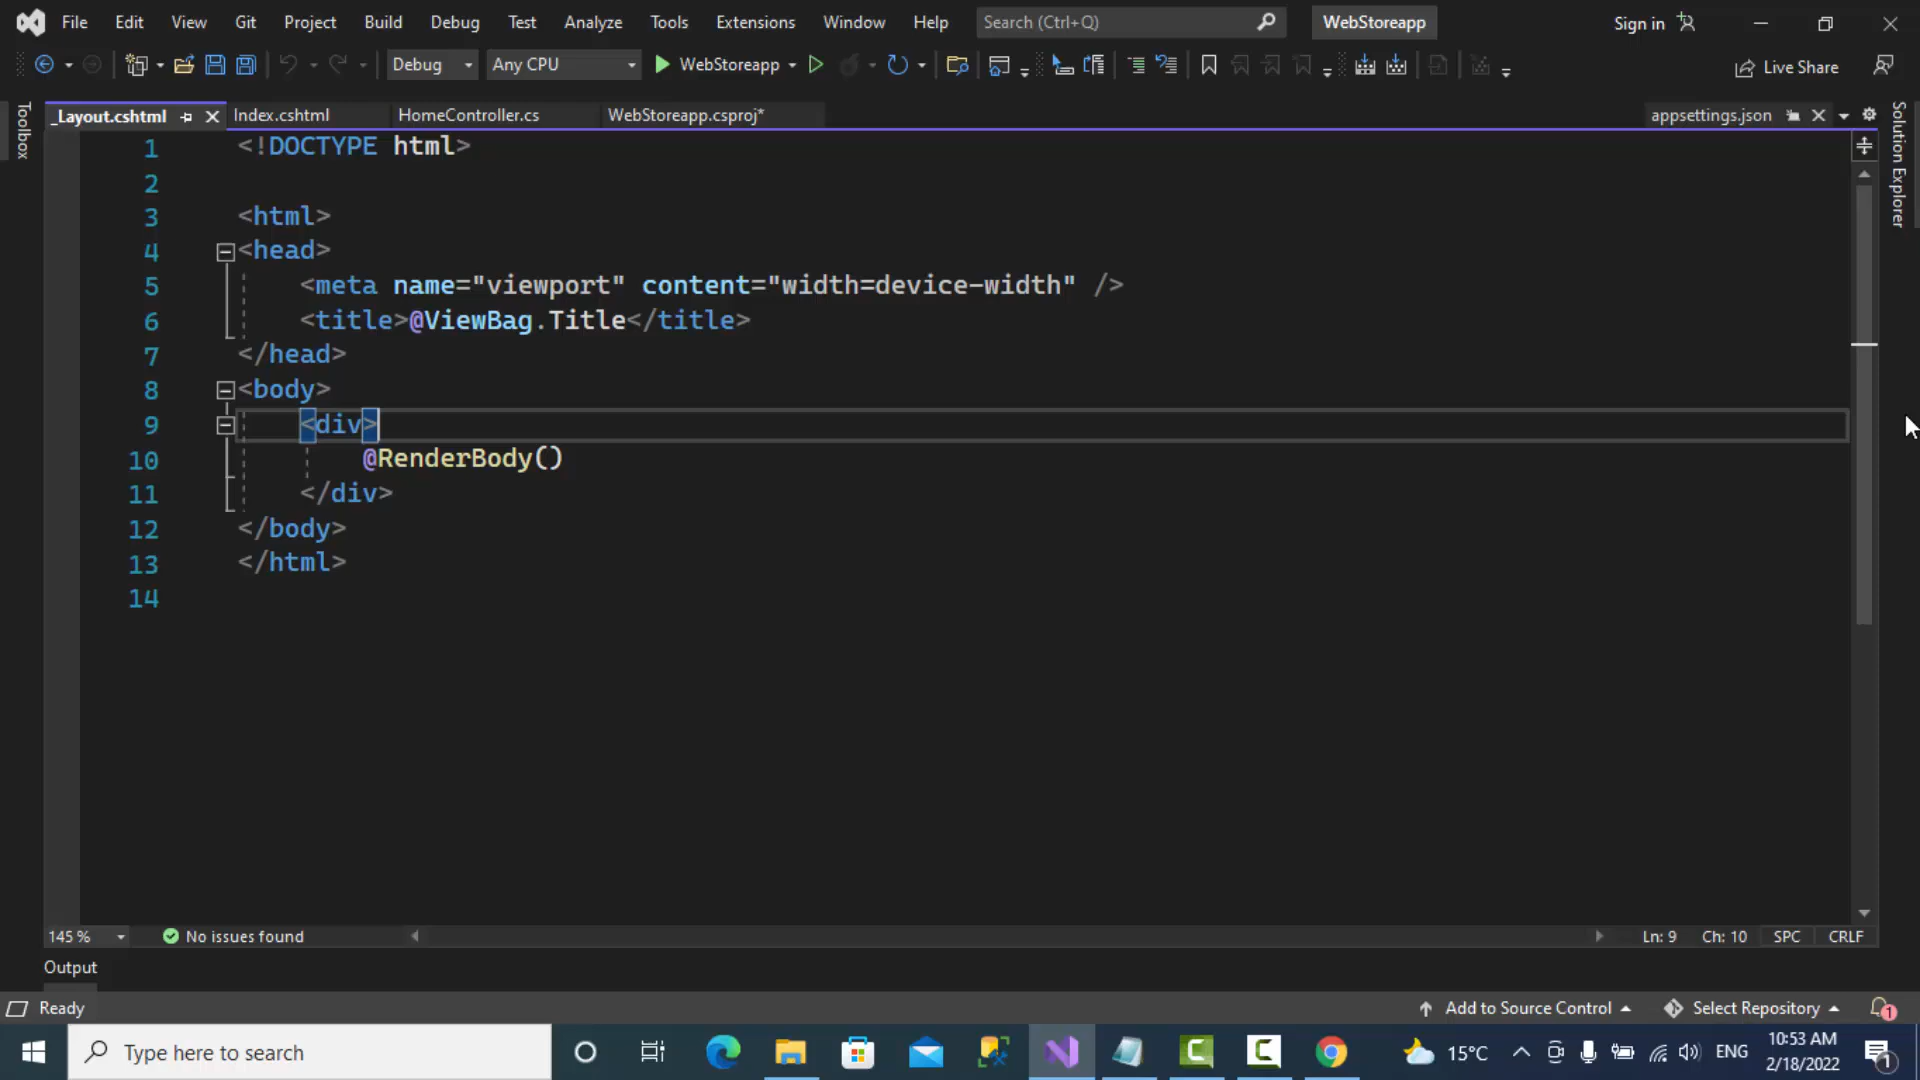 File Edit View Git Project Build Debug Test Analyze Tools Extensions Window Help Search (Ctrl+Q) WebStoreapp Sign in
Debug Any CPU WebStoreapp Live Share
Toolbox
_Layout.cshtml Index.cshtml HomeController.cs WebStoreapp.csproj* appsettings.json
Solution Explorer
1 <!DOCTYPE html>
2
3 <html>
4 <head>
5 <meta name="viewport" content="width=device-width" />
6 <title>@ViewBag.Title</title>
7 </head>
8 <body>
9 <div>
10 @RenderBody()
11 </div>
12 </body>
13 </html>
14
145 % No issues found Ln: 9 Ch: 10 SPC CRLF
Output
Ready Add to Source Control Select Repository 1
Type here to search 15°C ENG 10:53 AM
2/18/2022 1